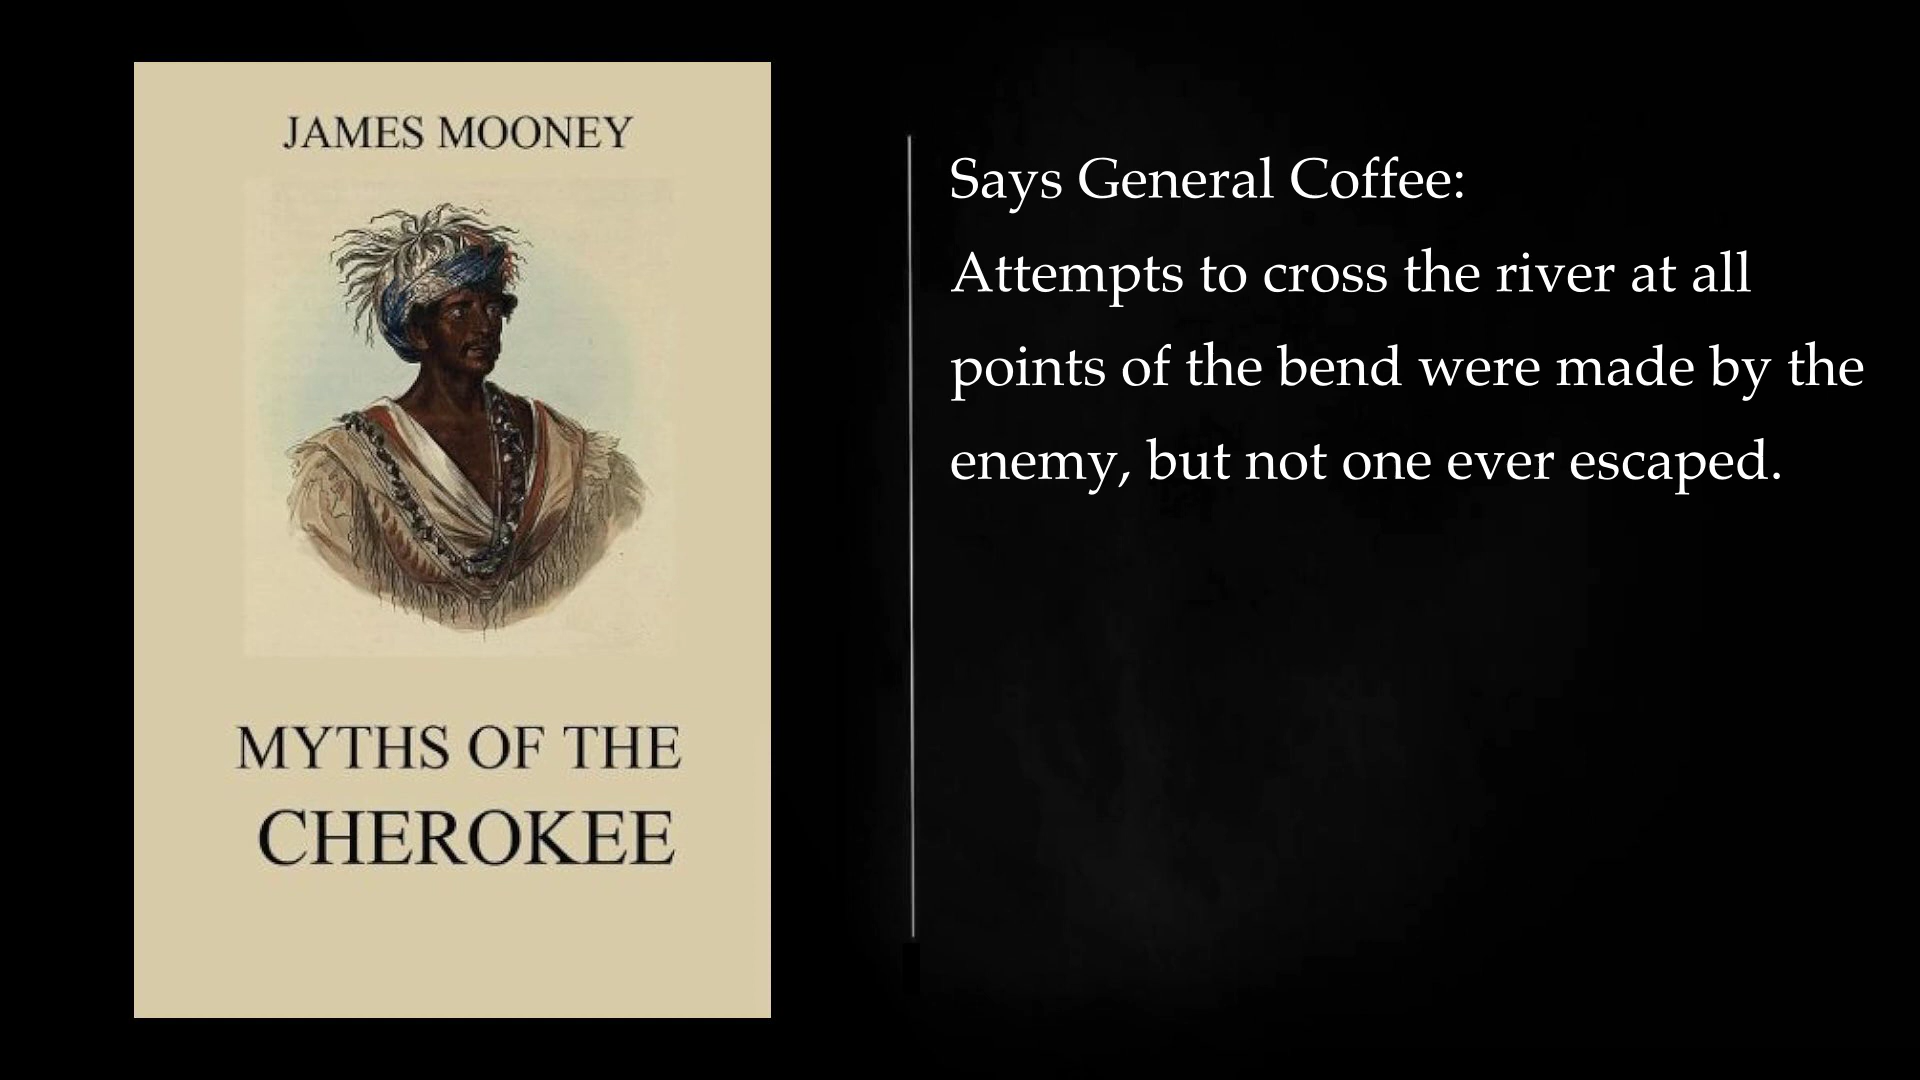 JAMES MOONEY
MYTHS OF THE
CHEROKEE
Says General Coffee:
Attempts to cross the river at all
points of the bend were made by the
enemy, but not one ever escaped.